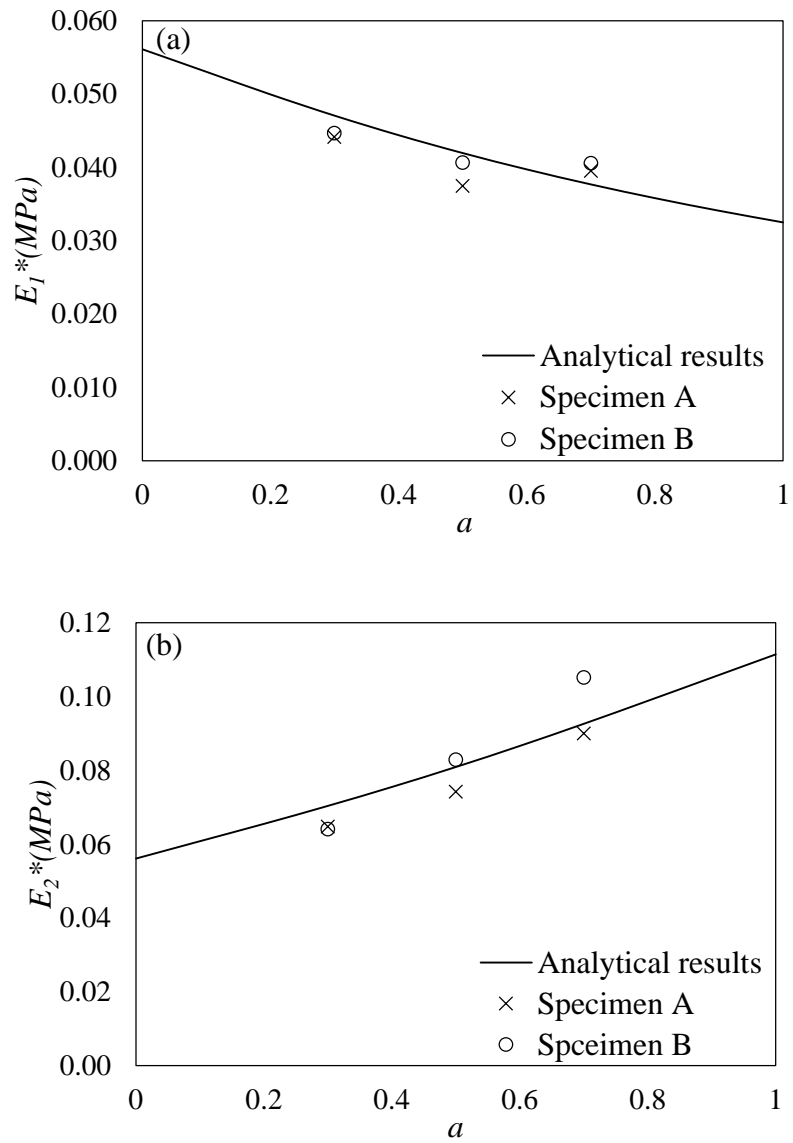 (a)
0.060
0.050
0.040
0.030
0.020
0.010
0.000
E1*(MPa)
Analytical results
Specimen A
Specimen B
0 0.2 0.4 0.6 0.8 1
a
(b)
0.12
0.10
0.08
0.06
0.04
0.02
0.00
E2*(MPa)
Analytical results
Specimen A
Spceimen B
0 0.2 0.4 0.6 0.8 1
a